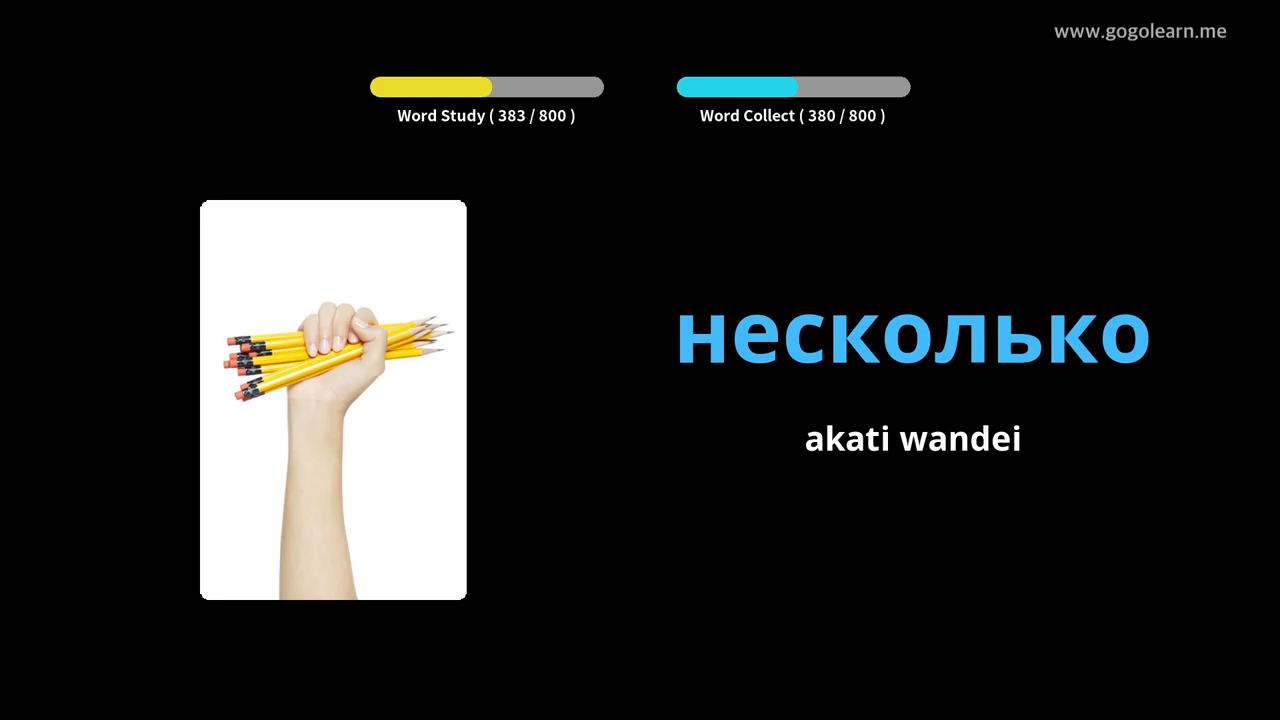 www.gogolearn.me
Word Study ( 383 / 800 )
Word Collect ( 380 / 800 )
несколько
akati wandei